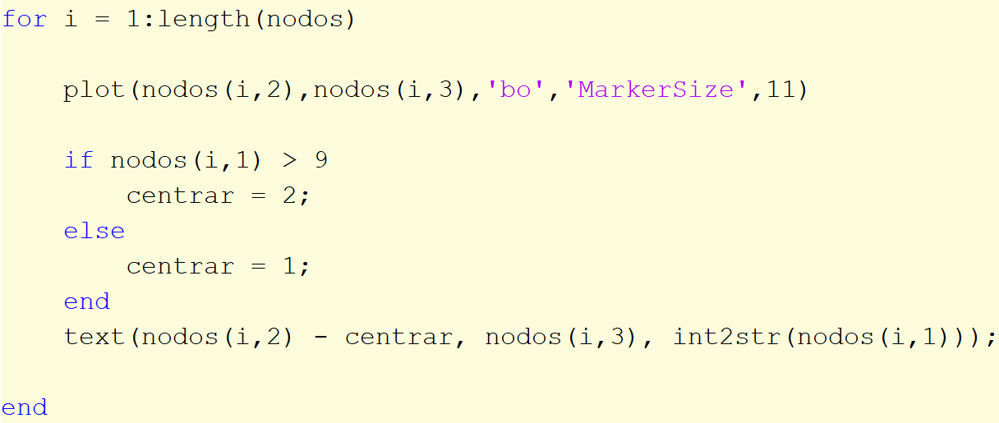 for i = 1:length(nodos)
plot(nodos(i,2),nodos(i,3),'bo','MarkerSize',11)
if nodos(i,1) > 9
centrar = 2;
else
centrar = 1;
end
text(nodos(i,2) - centrar, nodos(i,3), int2str(nodos(i,1)));
end